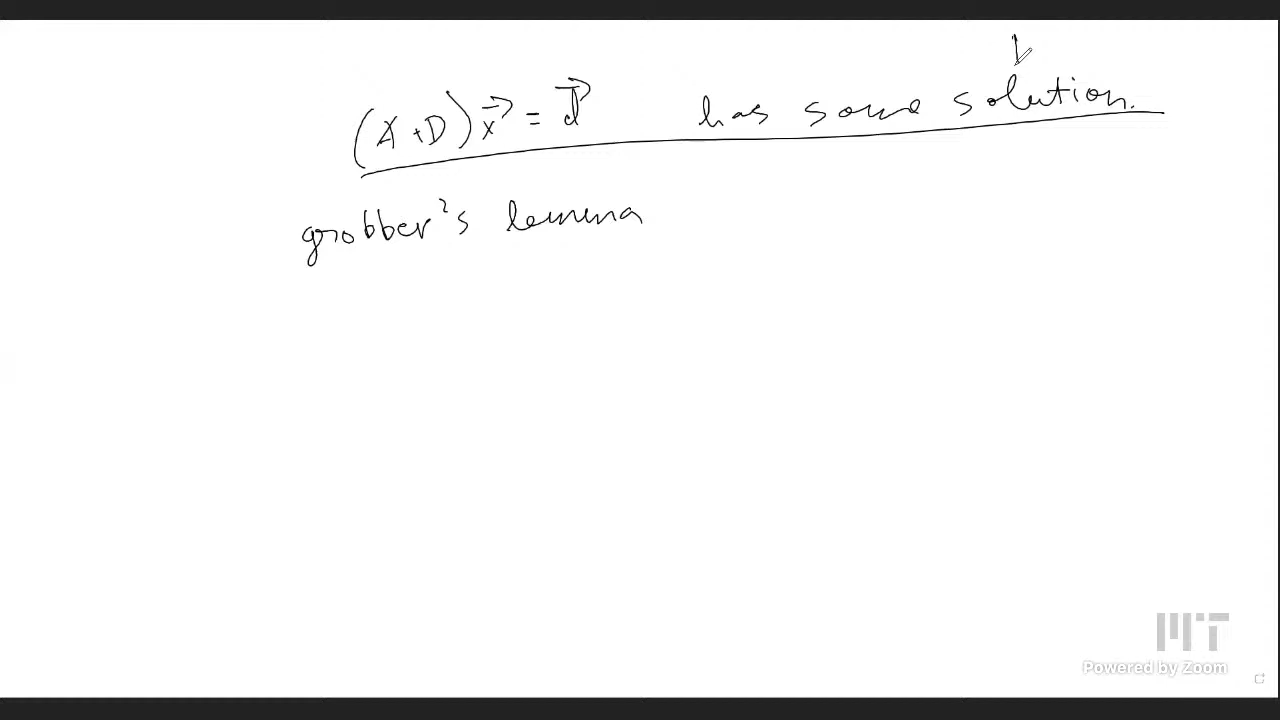 (A+D)x⃗ = d⃗ has some solution.
grobber's lemma
MIT
Powered by Zoom